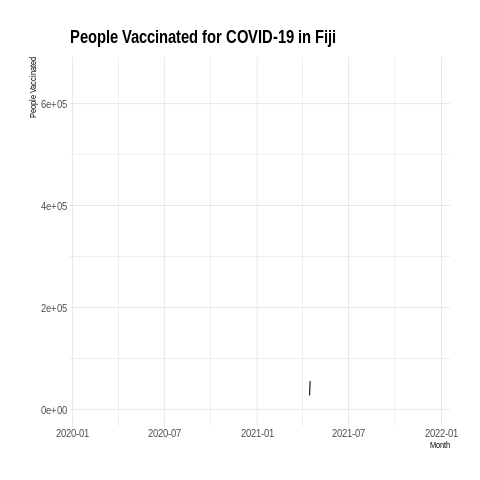 People Vaccinated for COVID-19 in Fiji
People Vaccinated
6e+05
4e+05
2e+05
0e+00
2020-01 2020-07 2021-01 2021-07 2022-01
Month